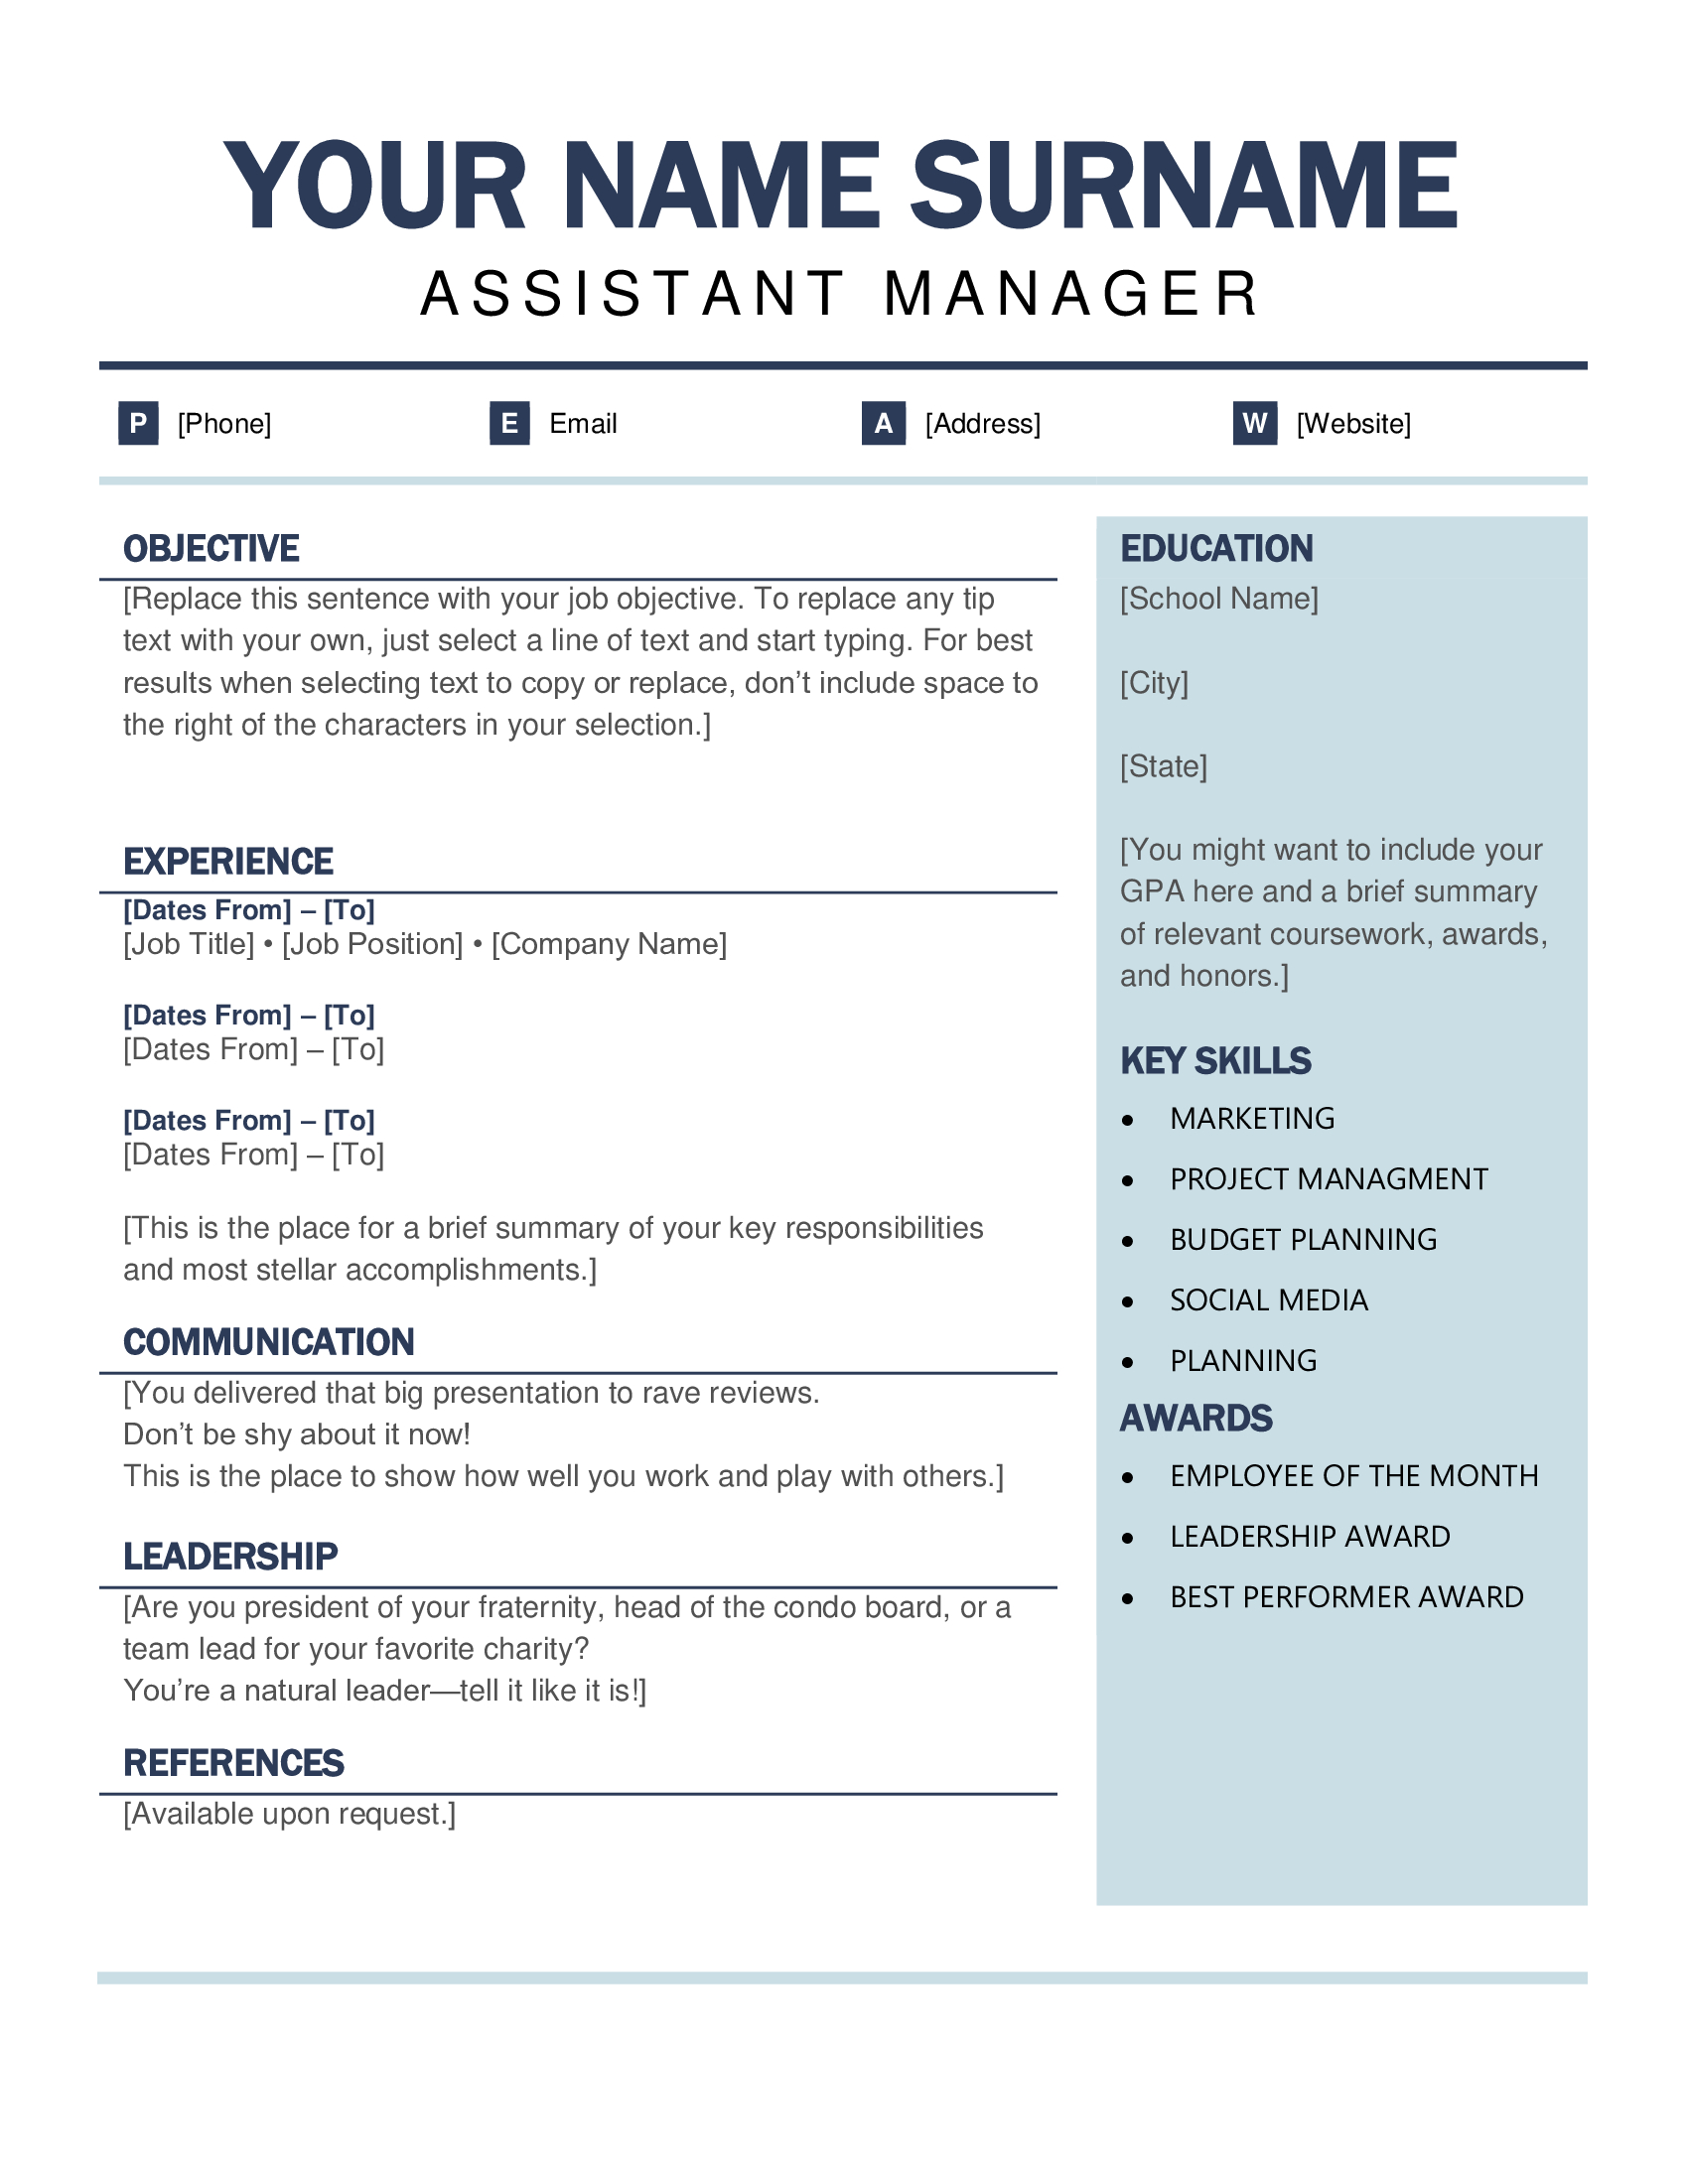 YOUR NAME SURNAME
ASSISTANT MANAGER
P [Phone] E Email A [Address] W [Website]
OBJECTIVE
[Replace this sentence with your job objective. To replace any tip
text with your own, just select a line of text and start typing. For best
results when selecting text to copy or replace, don’t include space to
the right of the characters in your selection.]
EXPERIENCE
[Dates From] – [To]
[Job Title] • [Job Position] • [Company Name]
[Dates From] – [To]
[Dates From] – [To]
[Dates From] – [To]
[Dates From] – [To]
[This is the place for a brief summary of your key responsibilities
and most stellar accomplishments.]
COMMUNICATION
[You delivered that big presentation to rave reviews.
Don’t be shy about it now!
This is the place to show how well you work and play with others.]
LEADERSHIP
[Are you president of your fraternity, head of the condo board, or a
team lead for your favorite charity?
You’re a natural leader—tell it like it is!]
REFERENCES
[Available upon request.]
EDUCATION
[School Name]
[City]
[State]
[You might want to include your
GPA here and a brief summary
of relevant coursework, awards,
and honors.]
KEY SKILLS
• MARKETING
• PROJECT MANAGMENT
• BUDGET PLANNING
• SOCIAL MEDIA
• PLANNING
AWARDS
• EMPLOYEE OF THE MONTH
• LEADERSHIP AWARD
• BEST PERFORMER AWARD